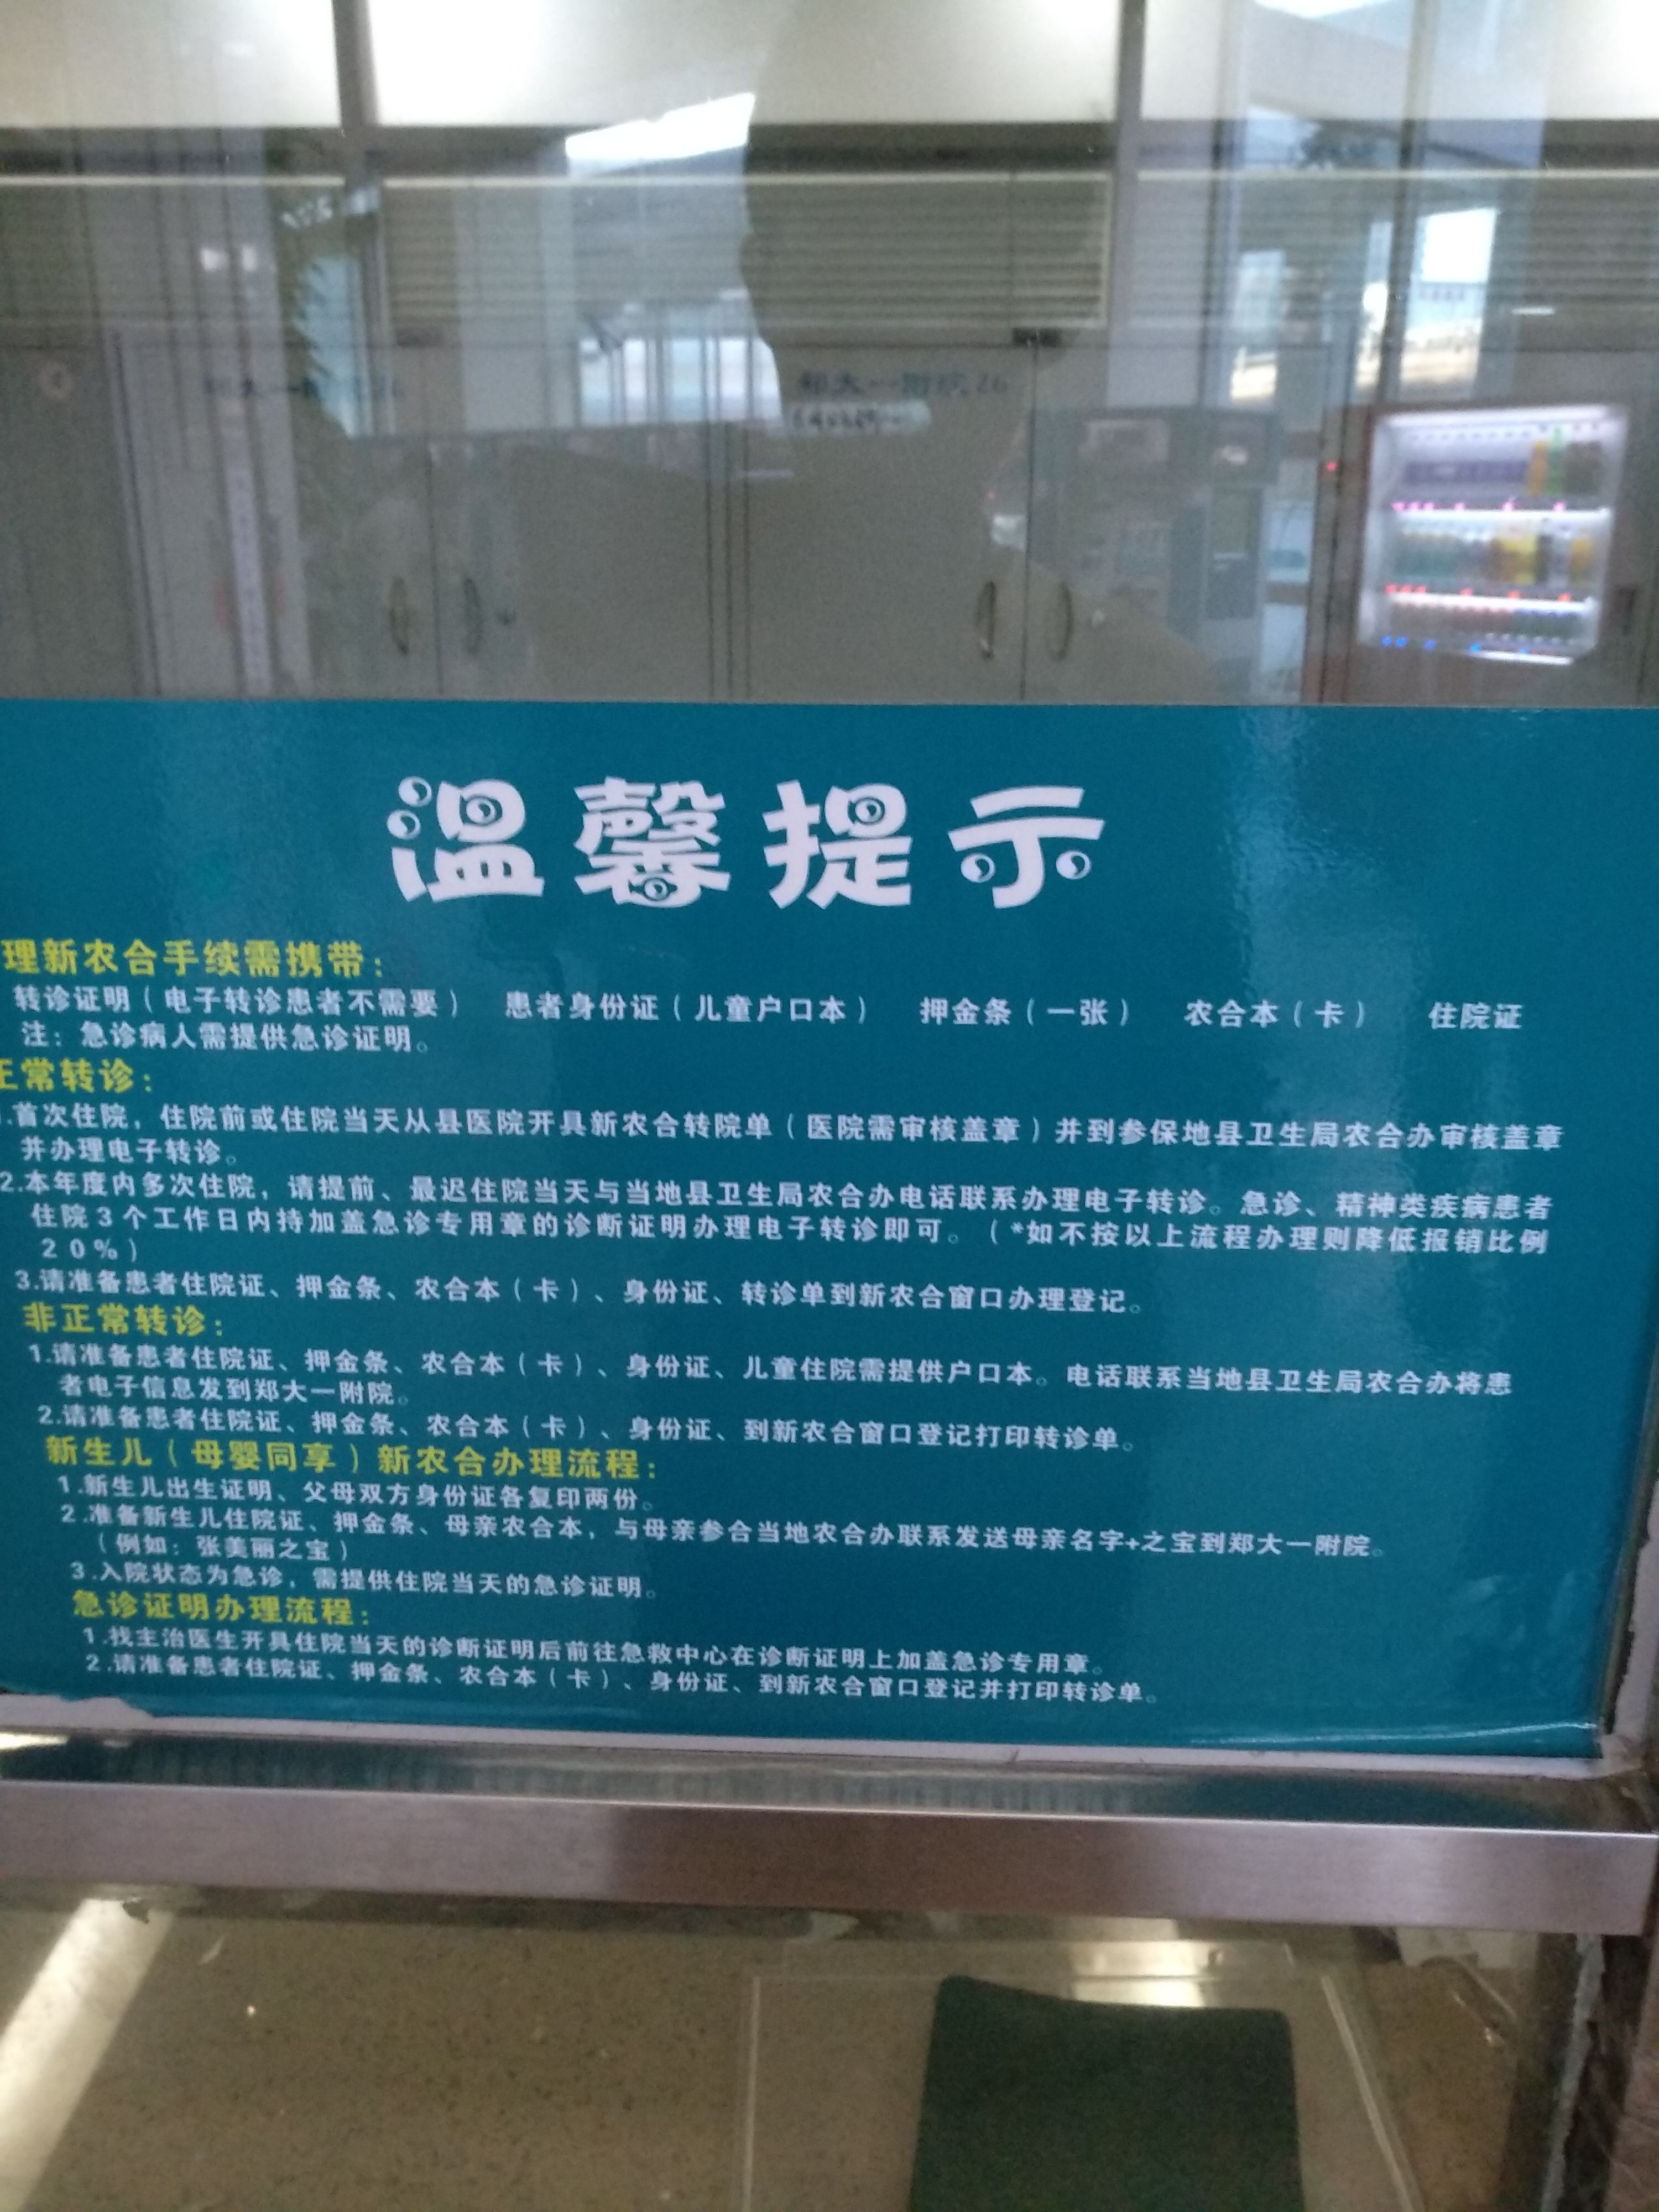 郑大一附院26
温馨提示
理新农合手续需携带：
转诊证明（电子转诊患者不需要） 患者身份证（儿童户口本） 押金条（一张） 农合本（卡） 住院证
注：急诊病人需提供急诊证明。
正常转诊：
1.首次住院，住院前或住院当天从县医院开具新农合转院单（医院需审核盖章）并到参保地县卫生局农合办审核盖章
并办理电子转诊。
2.本年度内多次住院，请提前、最迟住院当天与当地县卫生局农合办电话联系办理电子转诊。急诊、精神类疾病患者
住院3个工作日内持加盖急诊专用章的诊断证明办理电子转诊即可。（*如不按以上流程办理则降低报销比例
20%）
3.请准备患者住院证、押金条、农合本（卡）、身份证、转诊单到新农合窗口办理登记。
非正常转诊：
1.请准备患者住院证、押金条、农合本（卡）、身份证、儿童住院需提供户口本。电话联系当地县卫生局农合办将患
者电子信息发到郑大一附院。
2.请准备患者住院证、押金条、农合本（卡）、身份证、到新农合窗口登记打印转诊单。
新生儿（母婴同享）新农合办理流程：
1.新生儿出生证明、父母双方身份证各复印两份。
2.准备新生儿住院证、押金条、母亲农合本，与母亲参合当地农合办联系发送母亲名字+之宝到郑大一附院。
（例如：张美丽之宝）
3.入院状态为急诊，需提供住院当天的急诊证明。
急诊证明办理流程：
1.找主治医生开具住院当天的诊断证明后前往急救中心在诊断证明上加盖急诊专用章。
2.请准备患者住院证、押金条、农合本（卡）、身份证、到新农合窗口登记并打印转诊单。